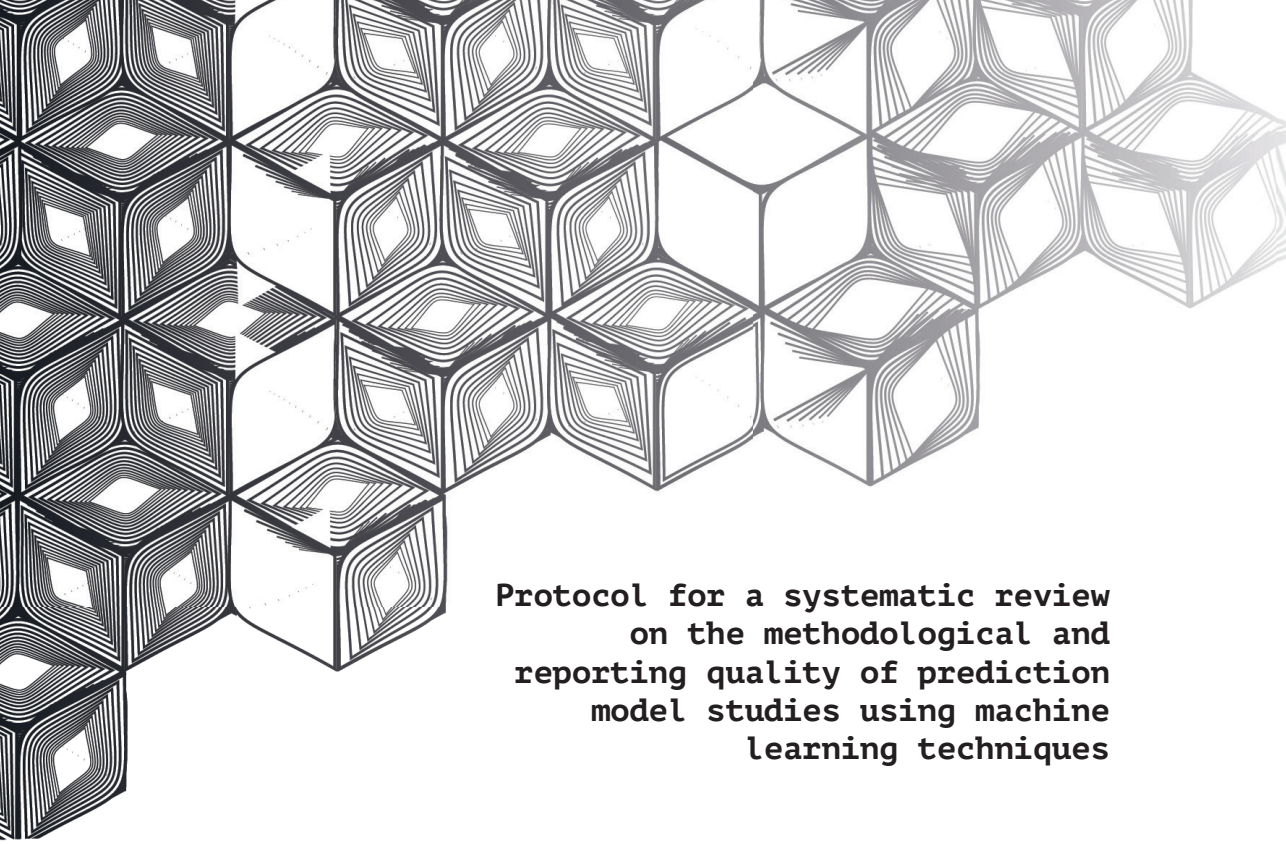 Protocol for a systematic review
on the methodological and
reporting quality of prediction
model studies using machine
learning techniques